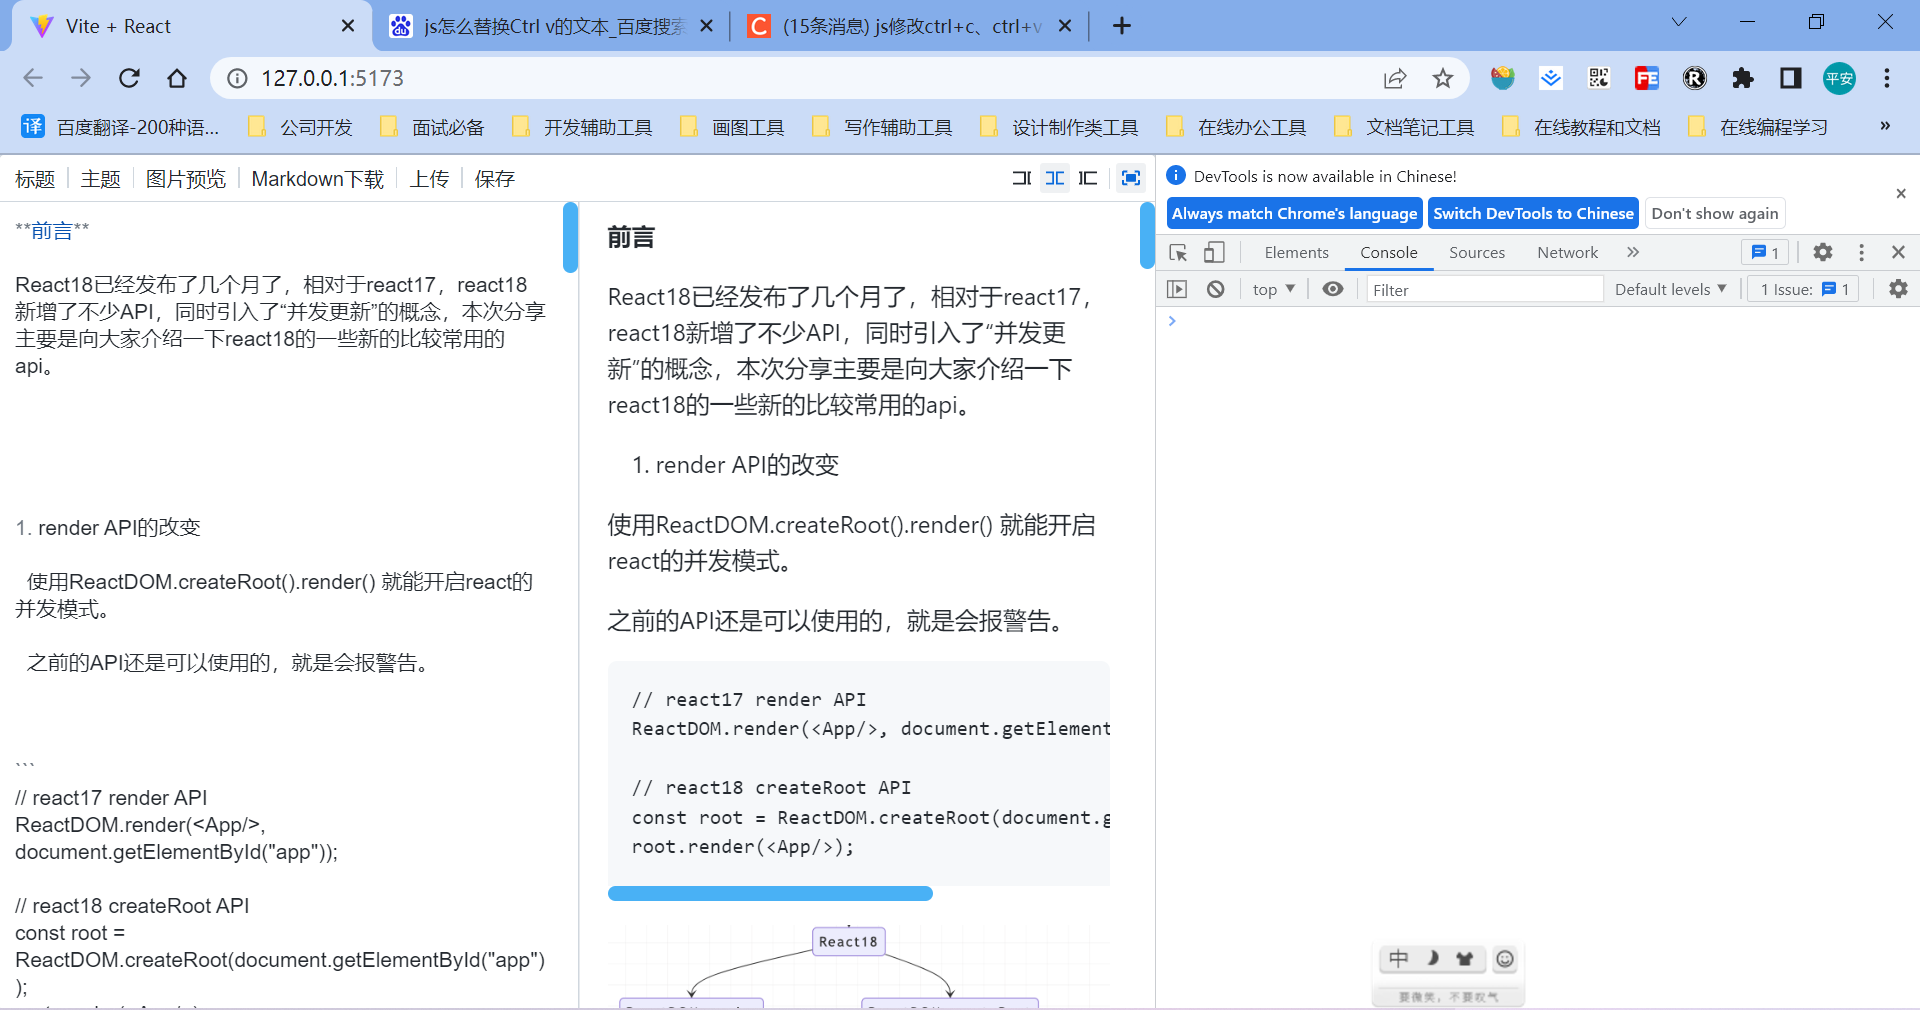 Vite + React
js怎么替换Ctrl v的文本_百度搜索
(15条消息) js修改ctrl+c、ctrl+v
127.0.0.1:5173
平安
译 百度翻译-200种语... 公司开发 面试必备 开发辅助工具 画图工具 写作辅助工具 设计制作类工具 在线办公工具 文档笔记工具 在线教程和文档 在线编程学习 »
标题 主题 图片预览 Markdown下载 上传 保存
**前言**
React18已经发布了几个月了，相对于react17，react18
新增了不少API，同时引入了“并发更新”的概念，本次分享
主要是向大家介绍一下react18的一些新的比较常用的
api。
1. render API的改变
使用ReactDOM.createRoot().render() 就能开启react的
并发模式。
之前的API还是可以使用的，就是会报警告。
```
// react17 render API
ReactDOM.render(<App/>,
document.getElementById("app"));
// react18 createRoot API
const root =
ReactDOM.createRoot(document.getElementById("app")
);
前言
React18已经发布了几个月了，相对于react17，
react18新增了不少API，同时引入了“并发更
新”的概念，本次分享主要是向大家介绍一下
react18的一些新的比较常用的api。
1. render API的改变
使用ReactDOM.createRoot().render() 就能开启
react的并发模式。
之前的API还是可以使用的，就是会报警告。
// react17 render API
ReactDOM.render(<App/>, document.getElement
// react18 createRoot API
const root = ReactDOM.createRoot(document.g
root.render(<App/>);
React18
DevTools is now available in Chinese!
Always match Chrome's language Switch DevTools to Chinese Don't show again
Elements Console Sources Network » 1
top Filter Default levels 1 Issue: 1
中
要微笑，不要叹气